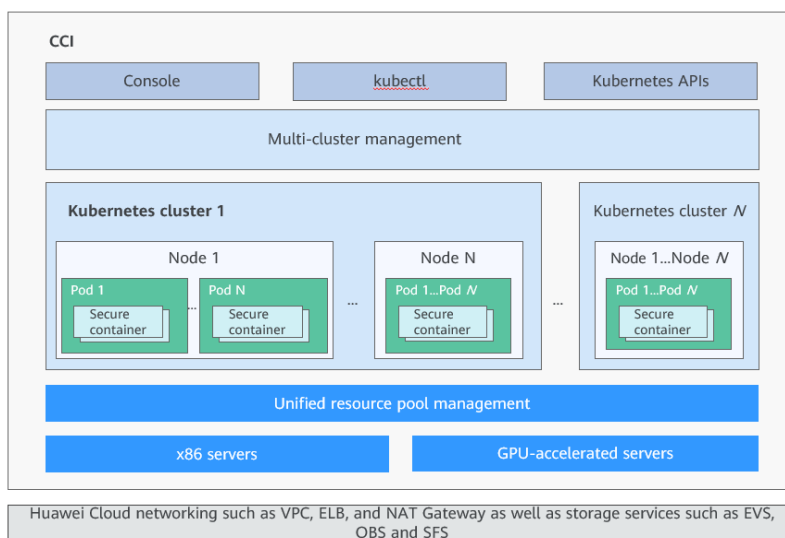 CCI
Console
kubectl
Kubernetes APIs
Multi-cluster management
Kubernetes cluster 1
Kubernetes cluster N
Node 1
Node N
Node 1...Node N
Pod 1
...
Pod N
...
Pod 1...Pod N
...
Pod 1...Pod N
Secure
container
Secure
container
Secure
container
Secure
container
Unified resource pool management
x86 servers
GPU-accelerated servers
Huawei Cloud networking such as VPC, ELB, and NAT Gateway as well as storage services such as EVS,
OBS and SFS